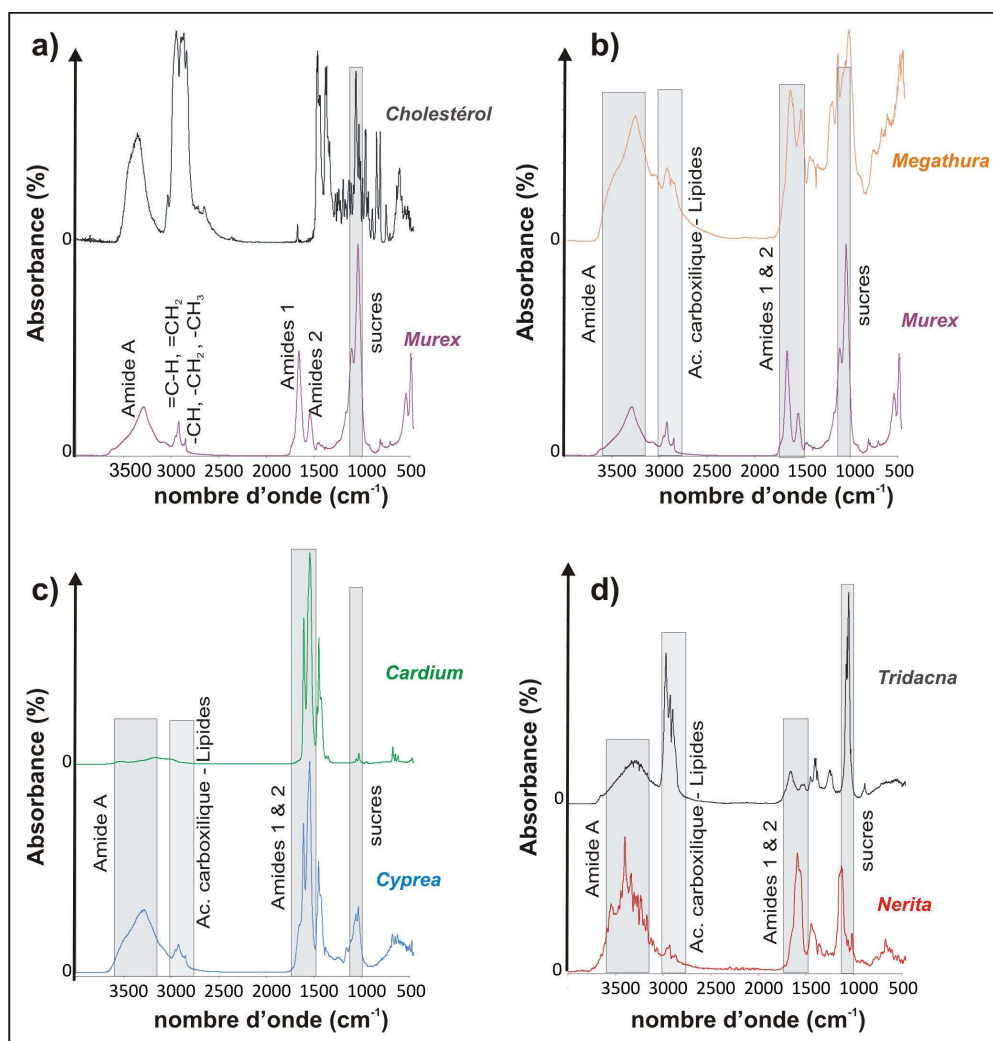 a)
Absorbance (%)
Cholestérol
0
Amide A
=C-H, =CH2
-CH, -CH2 , -CH3
Amides 1
Amides 2
sucres
Murex
0
3500 3000 2000 1500 1000 500
nombre d'onde (cm-1)
b)
Absorbance (%)
Megathura
0
Amide A
Ac. carboxilique - Lipides
Amides 1 & 2
sucres
Murex
0
3500 3000 2000 1500 1000 500
nombre d'onde (cm-1)
c)
Absorbance (%)
Cardium
0
Amide A
Ac. carboxilique - Lipides
Amides 1 & 2
sucres
Cyprea
0
3500 3000 2000 1500 1000 500
nombre d'onde (cm-1)
d)
Absorbance (%)
Tridacna
0
Amide A
Ac. carboxilique - Lipides
Amides 1 & 2
sucres
Nerita
0
3500 3000 2000 1500 1000 500
nombre d'onde (cm-1)